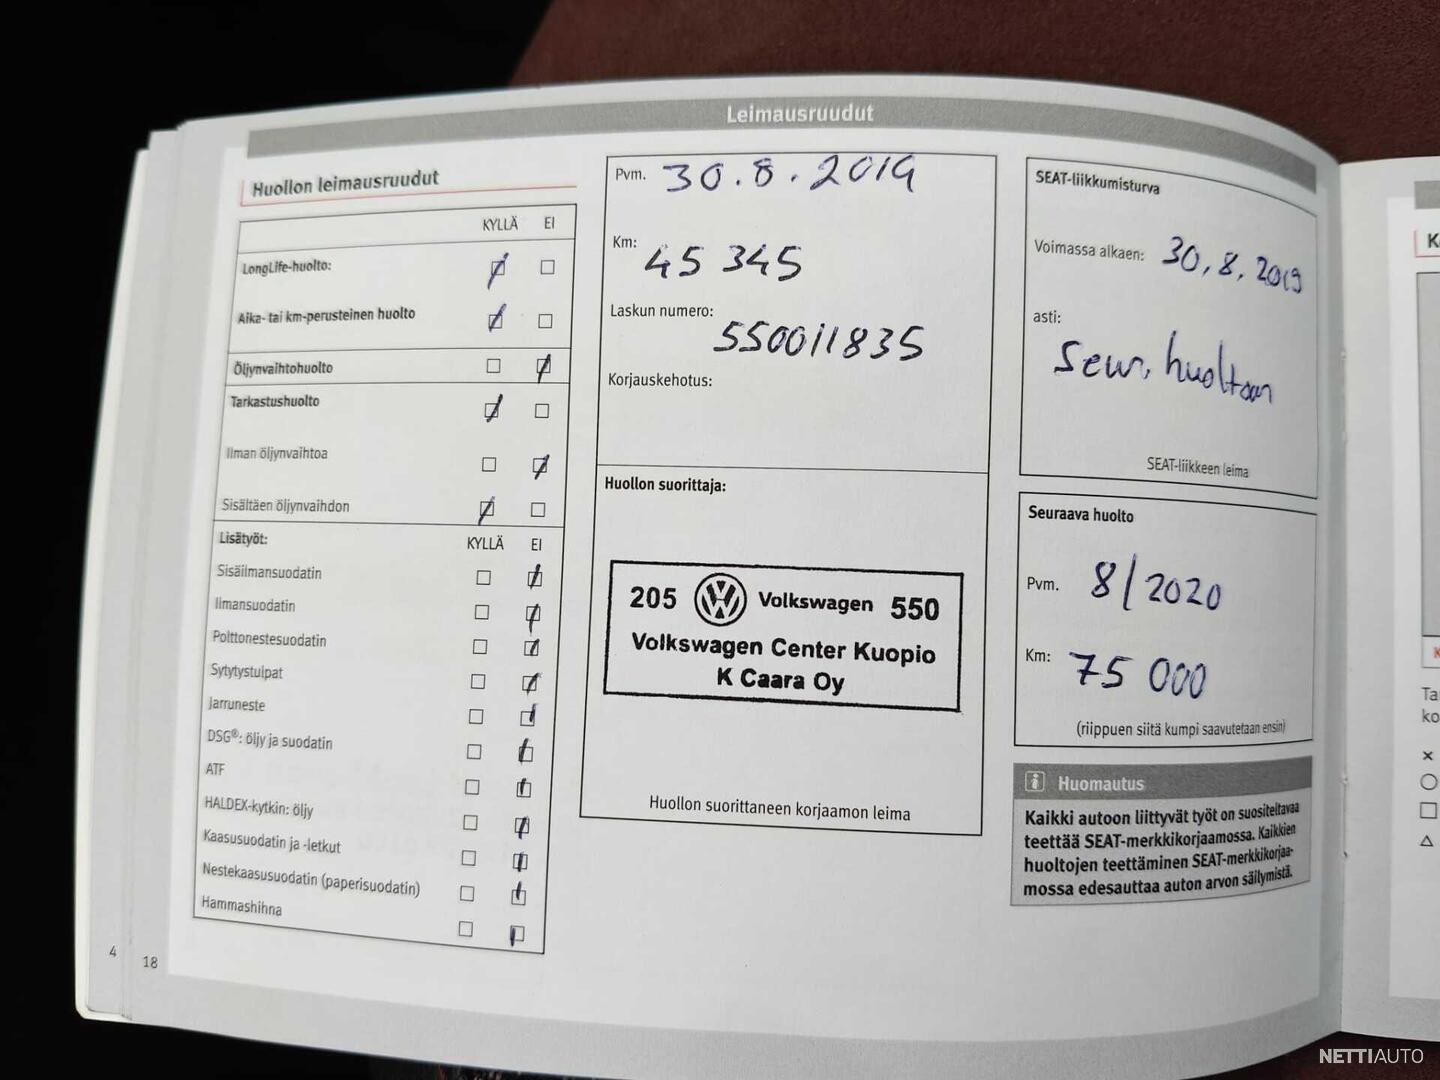 Leimausruudut
Huollon leimausruudut
KYLLÄ EI
LongLife-huolto:
Aika- tai km-perusteinen huolto
Öljynvaihtohuolto
Tarkastushuolto
Ilman öljynvaihtoa
Sisältäen öljynvaihdon
Lisätyöt: KYLLÄ EI
Sisäilmansuodatin
Ilmansuodatin
Polttonestesuodatin
Sytytystulpat
Jarruneste
DSG®: öljy ja suodatin
ATF
HALDEX-kytkin: öljy
Kaasusuodatin ja -letkut
Nestekaasusuodatin (paperisuodatin)
Hammashihna
4
18
Pvm. 30.8.2019
Km: 45 345
Laskun numero:
550011835
Korjauskehotus:
Huollon suorittaja:
205 Volkswagen 550
Volkswagen Center Kuopio
K Caara Oy
Huollon suorittaneen korjaamon leima
SEAT-liikkumisturva
Voimassa alkaen: 30.8.2019
asti:
Seur. huoltoon
SEAT-liikkeen leima
Seuraava huolto
Pvm. 8/2020
Km: 75 000
(riippuen siitä kumpi saavutetaan ensin)
i Huomautus
Kaikki autoon liittyvät työt on suositeltavaa
teettää SEAT-merkkikorjaamossa. Kaikkien
huoltojen teettäminen SEAT-merkkikorjaa-
mossa edesauttaa auton arvon säilymistä.
K
Ta
ko
NETTIAUTO